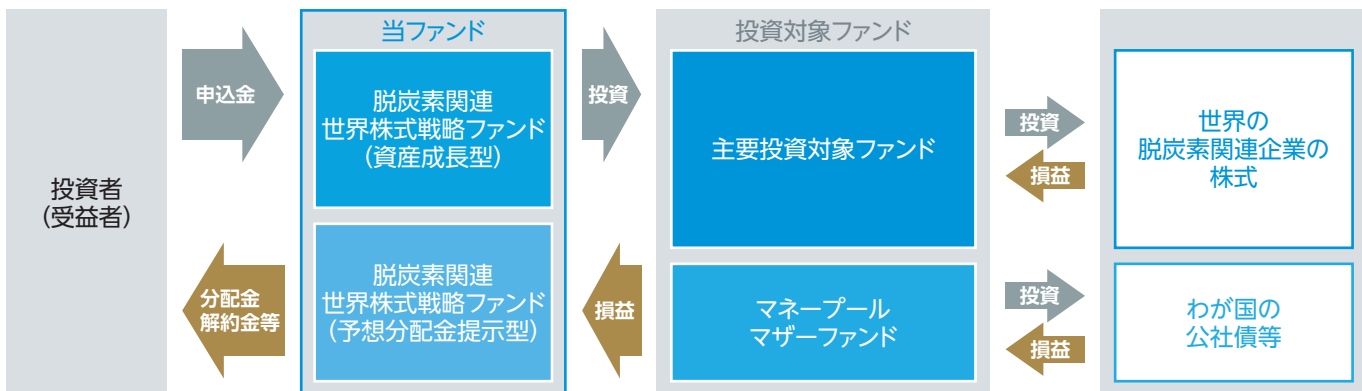 投資者
(受益者)
申込金
分配金
解約金等
当ファンド
脱炭素関連
世界株式戦略ファンド
(資産成長型)
脱炭素関連
世界株式戦略ファンド
(予想分配金提示型)
投資
損益
投資対象ファンド
主要投資対象ファンド
マネープール
マザーファンド
投資
損益
投資
損益
世界の
脱炭素関連企業の
株式
わが国の
公社債等